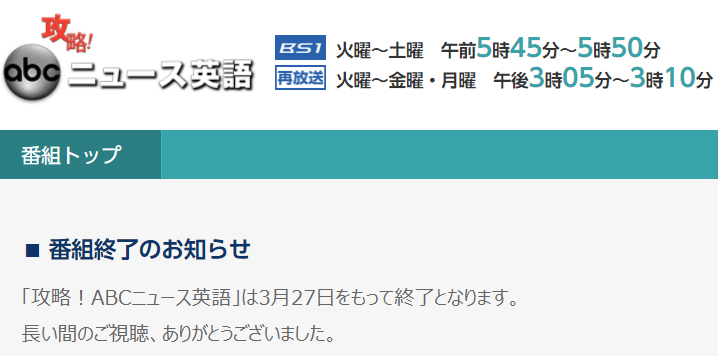 攻略!
abc ニュース英語
BS1 火曜～土曜 午前5時45分～5時50分
再放送 火曜～金曜・月曜 午後3時05分～3時10分
番組トップ
■ 番組終了のお知らせ
「攻略！ABCニュース英語」は3月27日をもって終了となります。
長い間のご視聴、ありがとうございました。